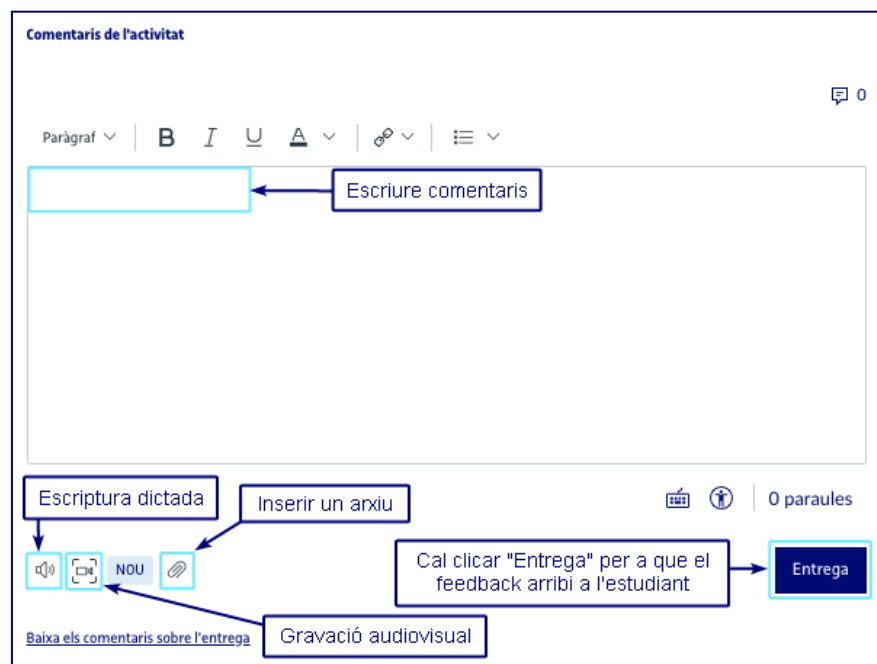 Comentaris de l'activitat
0
Paràgraf B I U A
Escriure comentaris
Escriptura dictada
Inserir un arxiu
0 paraules
NOU
Cal clicar "Entrega" per a que el
feedback arribi a l'estudiant
Entrega
Baixa els comentaris sobre l'entrega
Gravació audiovisual